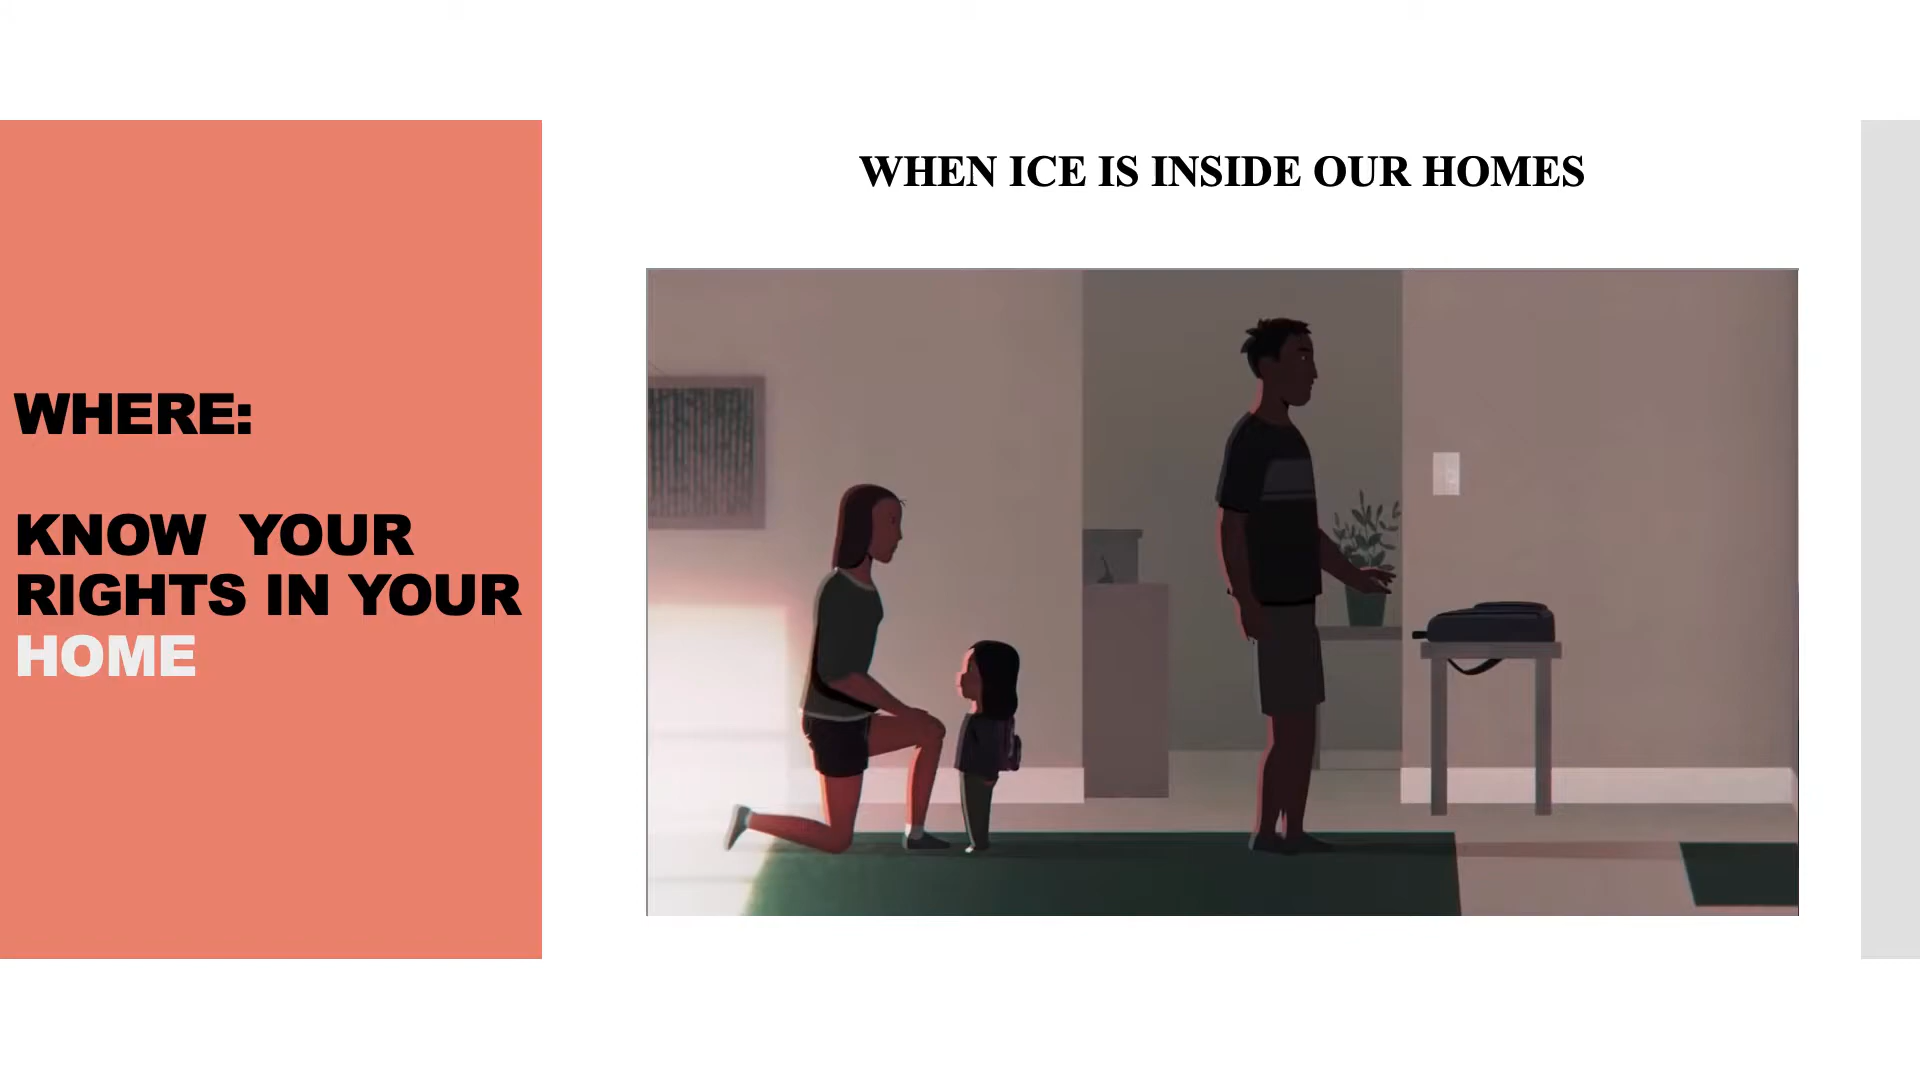 WHERE:
KNOW YOUR
RIGHTS IN YOUR
HOME
WHEN ICE IS INSIDE OUR HOMES